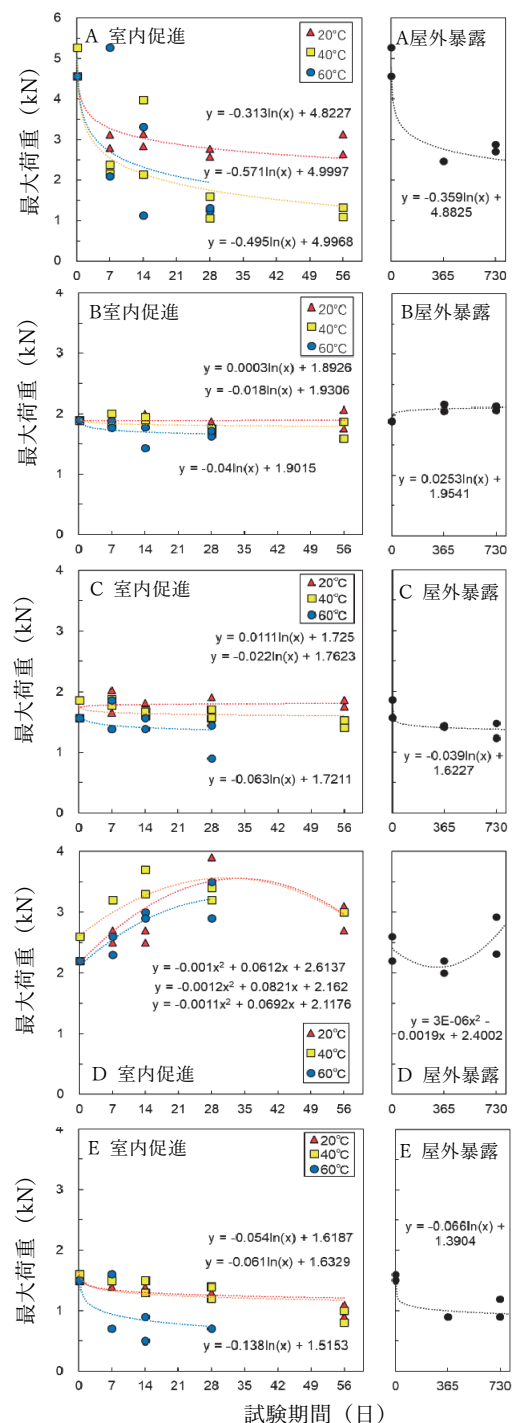 A 室内促進
20℃
40℃
60℃
y = -0.313ln(x) + 4.8227
y = -0.571ln(x) + 4.9997
y = -0.495ln(x) + 4.9968
最大荷重 (kN)
6
5
4
3
2
1
0
0 7 14 21 28 35 42 49 56
A屋外暴露
y = -0.359ln(x) +
4.8825
0 365 730
B室内促進
20℃
40℃
60℃
y = 0.0003ln(x) + 1.8926
y = -0.018ln(x) + 1.9306
y = -0.04ln(x) + 1.9015
最大荷重 (kN)
4
3
2
1
0
0 7 14 21 28 35 42 49 56
B屋外暴露
y = 0.0253ln(x) +
1.9541
0 365 730
C 室内促進
20℃
40℃
60℃
y = 0.0111ln(x) + 1.725
y = -0.022ln(x) + 1.7623
y = -0.063ln(x) + 1.7211
最大荷重 (kN)
4
3
2
1
0
0 7 14 21 28 35 42 49 56
C 屋外暴露
y = -0.039ln(x) +
1.6227
0 365 730
y = -0.001x² + 0.0612x + 2.6137
y = -0.0012x² + 0.0821x + 2.162
y = -0.0011x² + 0.0692x + 2.1176
20℃
40℃
60℃
D 室内促進
最大荷重 (kN)
4
3
2
1
0
0 7 14 21 28 35 42 49 56
y = 3E-06x² -
0.0019x + 2.4002
D 屋外暴露
0 365 730
E 室内促進
20℃
40℃
60℃
y = -0.054ln(x) + 1.6187
y = -0.061ln(x) + 1.6329
y = -0.138ln(x) + 1.5153
最大荷重 (kN)
4
3
2
1
0
0 7 14 21 28 35 42 49 56
E 屋外暴露
y = -0.066ln(x) +
1.3904
0 365 730
試験期間（日）